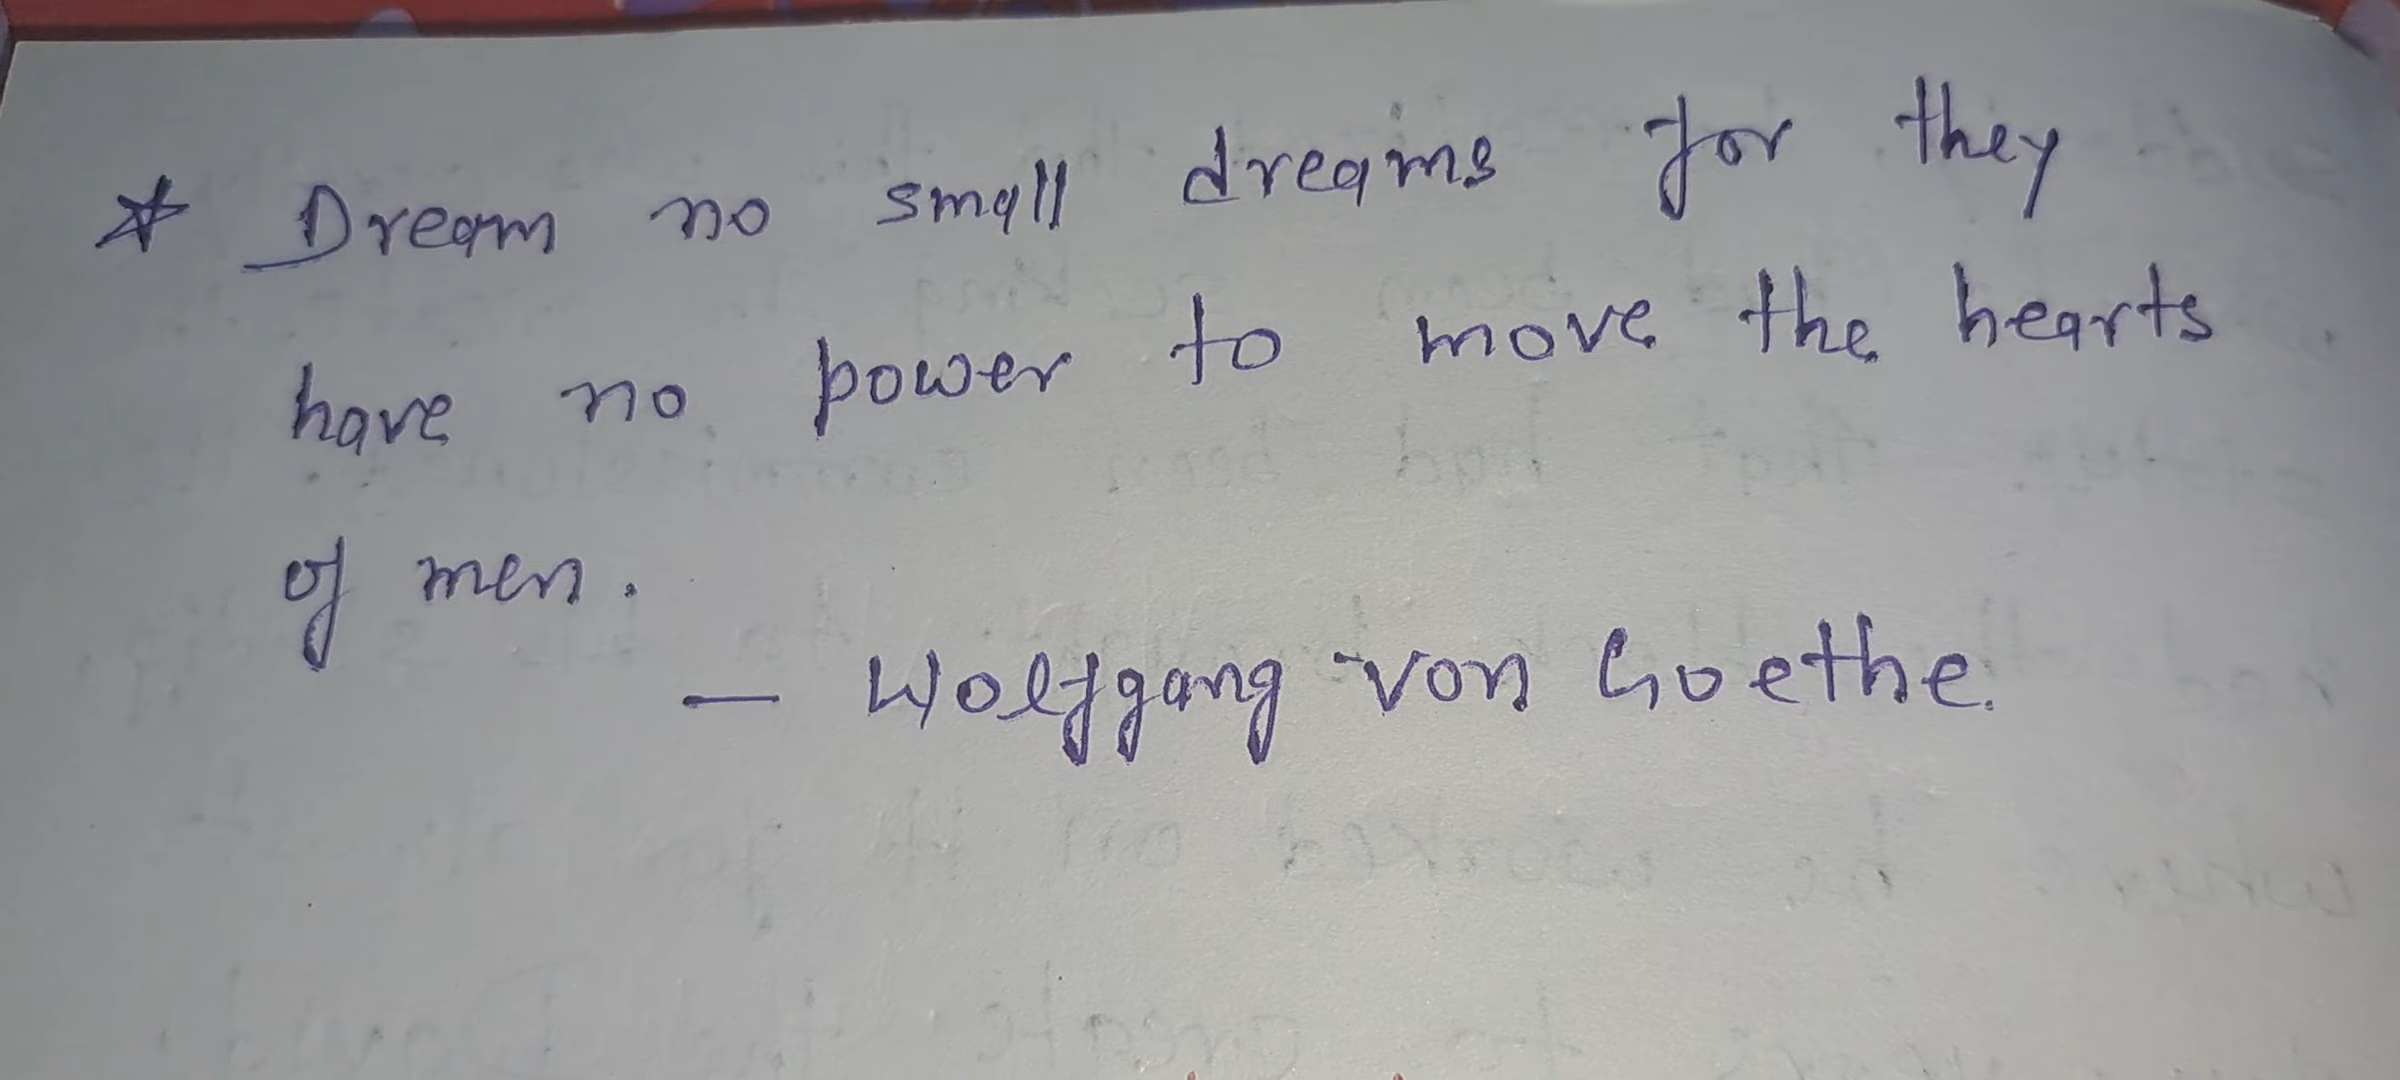 * Dream no small dreams for they
have no power to move the hearts
of men.
— Wolfgang von Goethe.